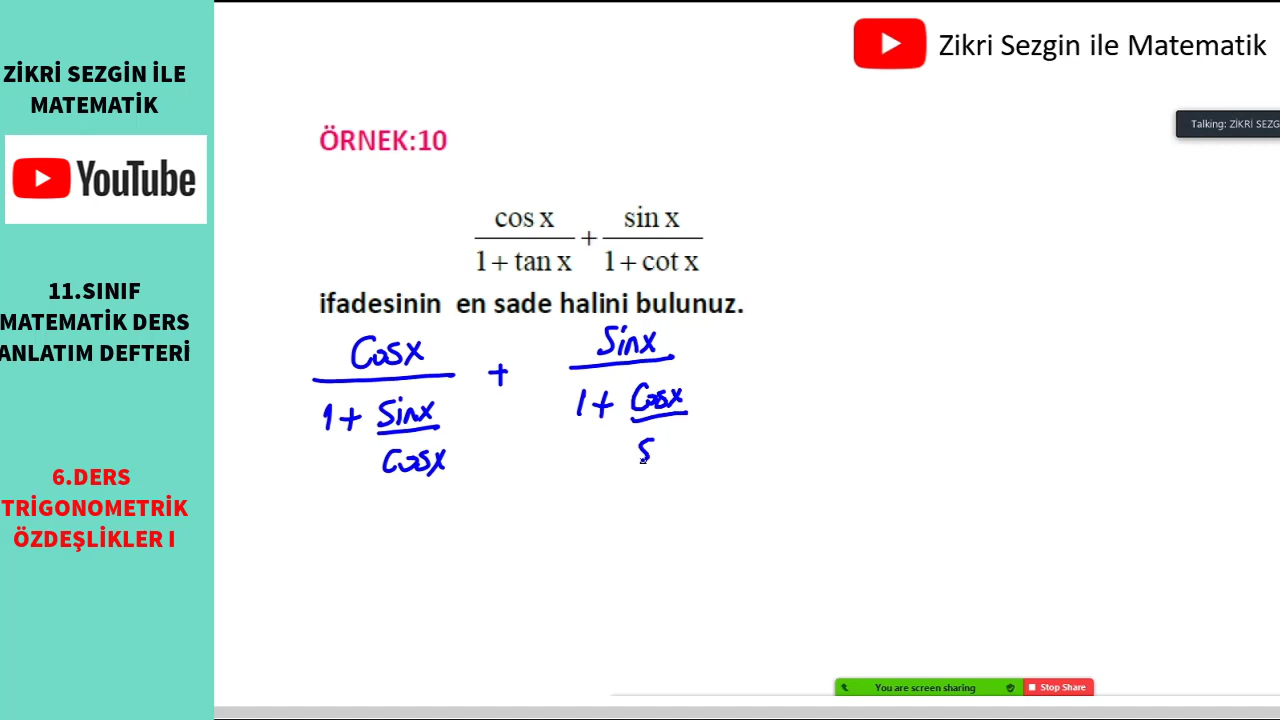 ZİKRİ SEZGİN İLE
MATEMATİK
YouTube
11.SINIF
MATEMATİK DERS
ANLATIM DEFTERİ
6.DERS
TRİGONOMETRİK
ÖZDEŞLİKLER I
Zikri Sezgin ile Matematik
Talking: ZİKRİ SEZG
ÖRNEK:10
cos x / (1 + tan x) + sin x / (1 + cot x)
ifadesinin en sade halini bulunuz.
Cosx / (1 + Sinx / Cosx) + Sinx / (1 + Cosx / S
You are screen sharing
Stop Share